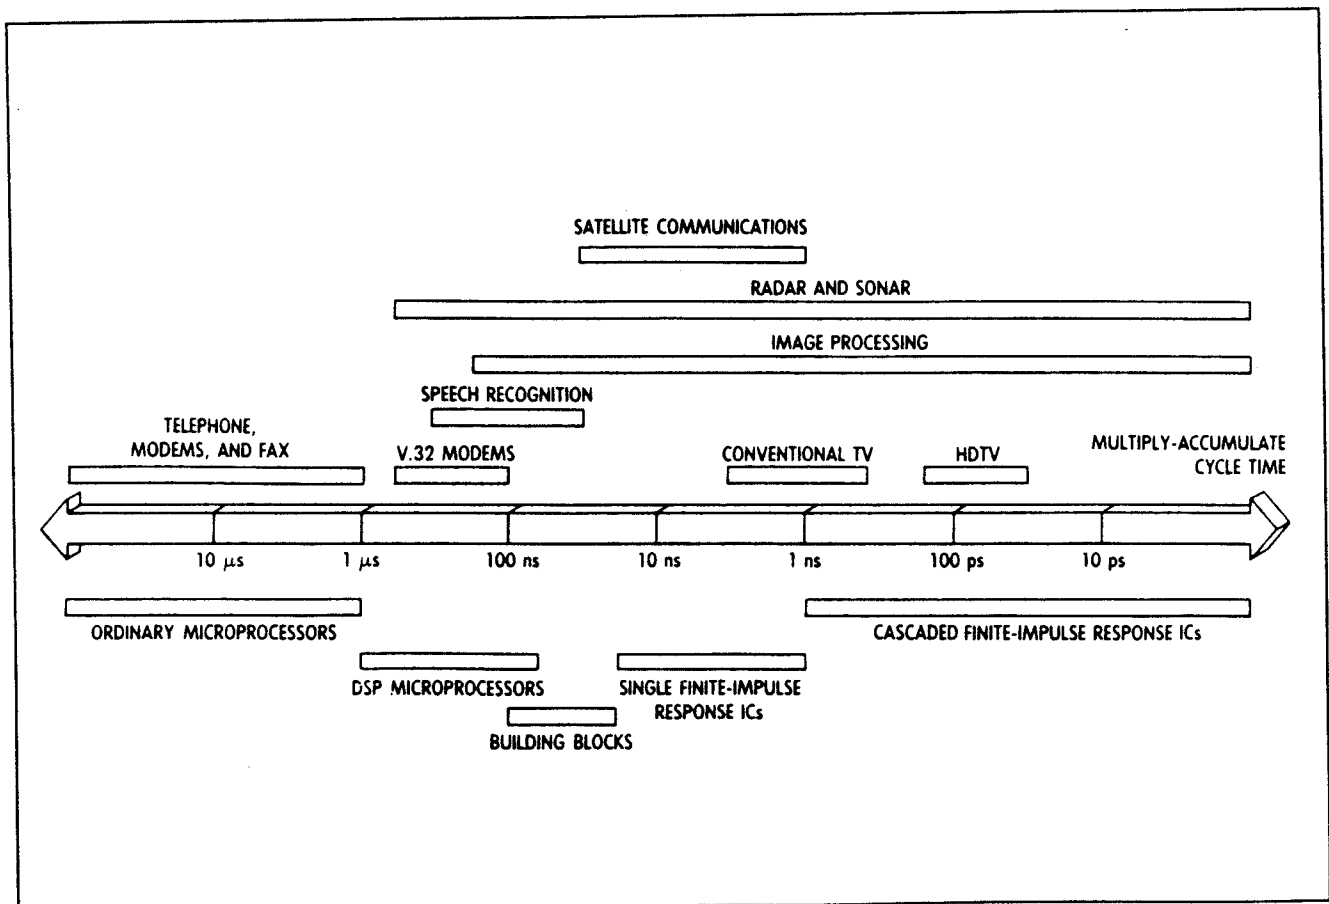 SATELLITE COMMUNICATIONS
RADAR AND SONAR
IMAGE PROCESSING
SPEECH RECOGNITION
TELEPHONE,
MODEMS, AND FAX
V.32 MODEMS
CONVENTIONAL TV
HDTV
MULTIPLY-ACCUMULATE
CYCLE TIME
10 μs
1 μs
100 ns
10 ns
1 ns
100 ps
10 ps
ORDINARY MICROPROCESSORS
CASCADED FINITE-IMPULSE RESPONSE ICs
DSP MICROPROCESSORS
SINGLE FINITE-IMPULSE
RESPONSE ICs
BUILDING BLOCKS